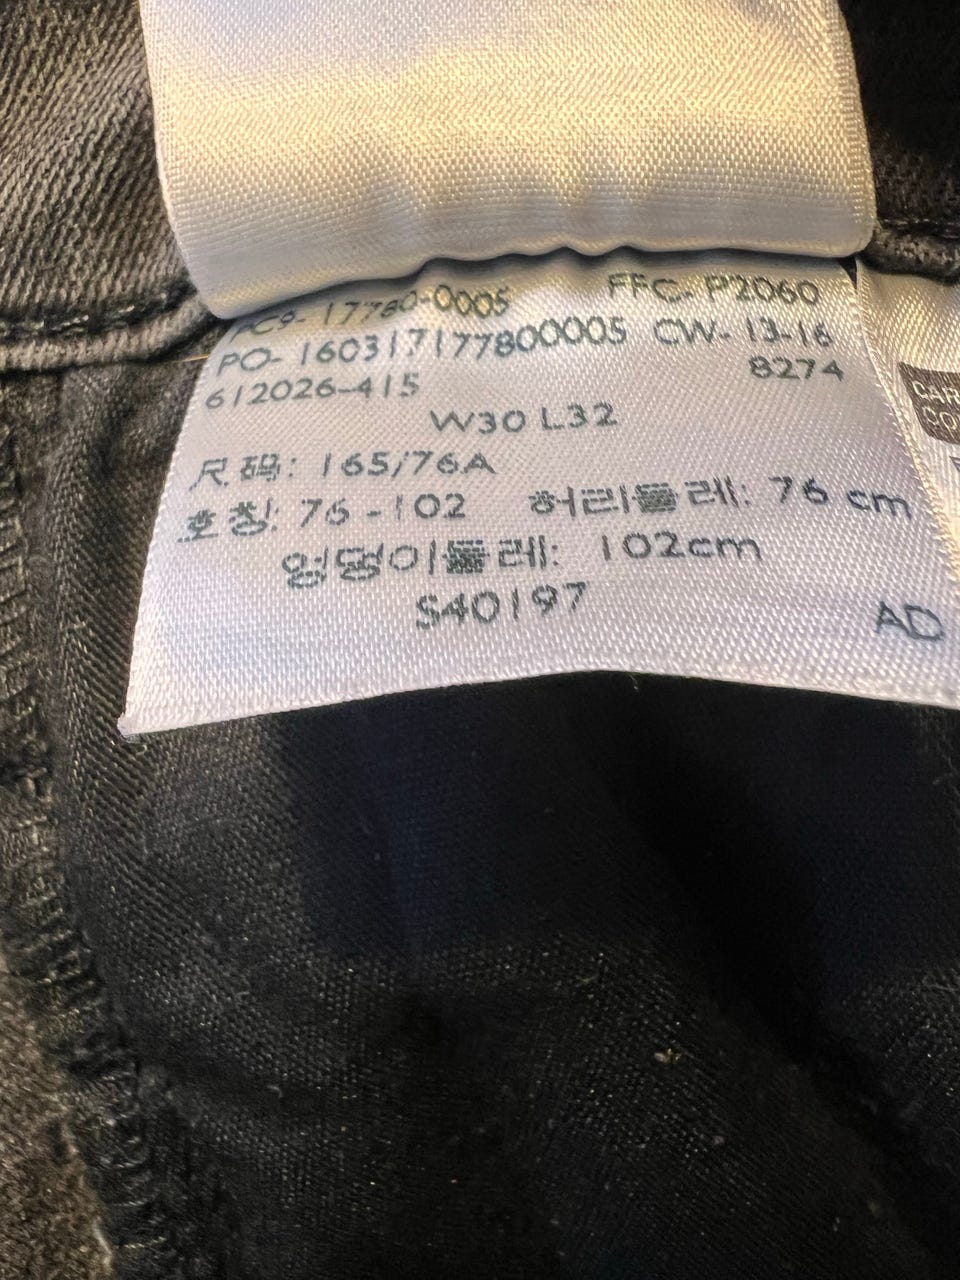 PC9- 17780-0005 FFC- P2060
PO- 160317177800005 CW- 13-16
612026-415 8274
W30 L32
尺码: 165/76A
호칭: 76 -102 허리둘레: 76 cm
엉덩이둘레: 102cm
S40197
AD